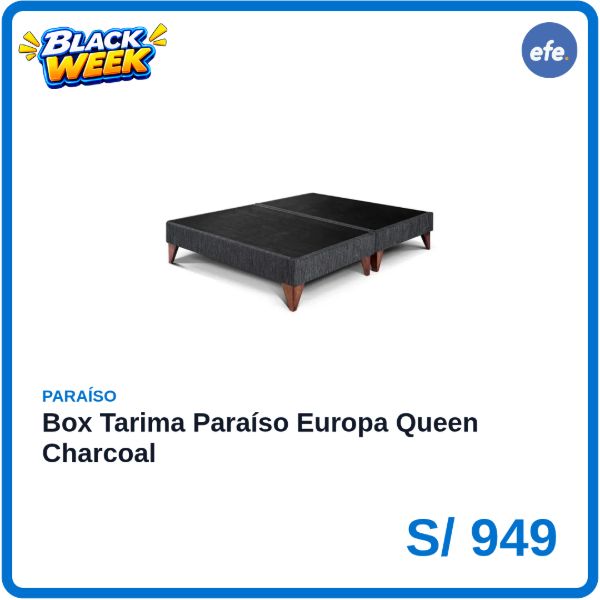 BLACK
WEEK
efe.
PARAÍSO
Box Tarima Paraíso Europa Queen
Charcoal
S/ 949